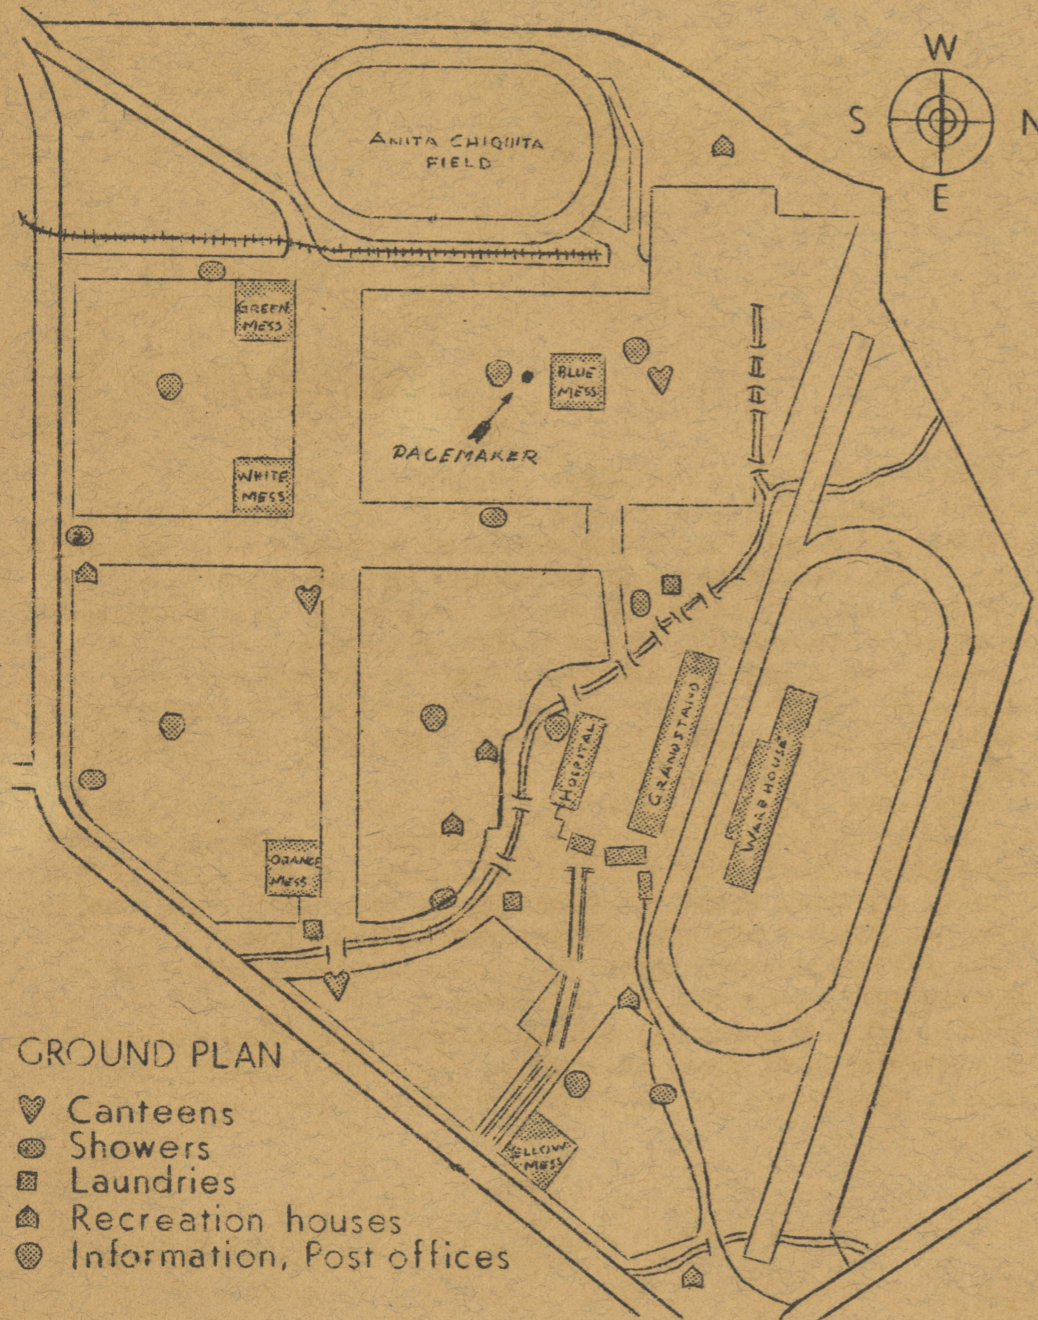 W
S
N
E
ANITA CHIQUITA
FIELD
GREEN
MESS
BLUE
MESS
PACEMAKER
WHITE
MESS
HOSPITAL
GRANDSTAND
WAREHOUSE
ORANGE
MESS
ELLOW
MESS
GROUND PLAN
Canteens
Showers
Laundries
Recreation houses
Information, Post offices